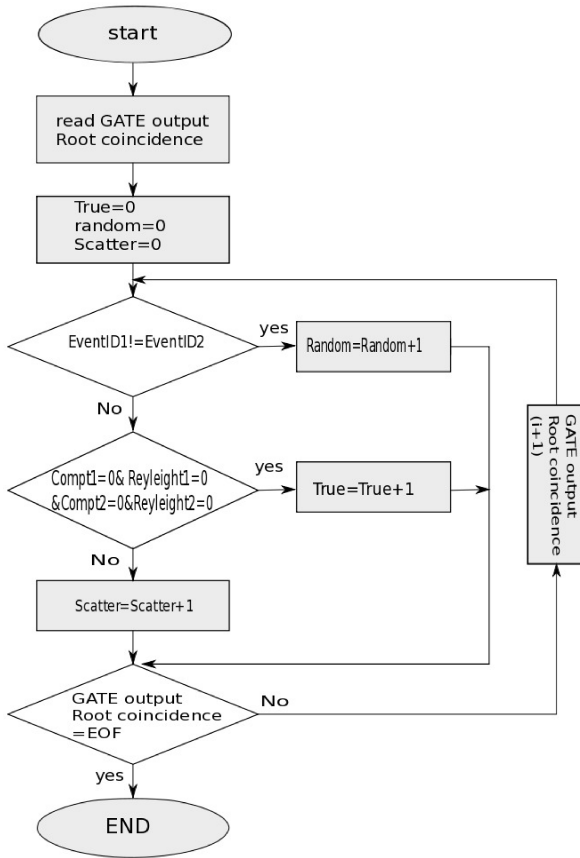 start
read GATE output
Root coincidence
True=0
random=0
Scatter=0
EventID1!=EventID2
yes
Random=Random+1
No
Compt1=0& Reyleight1=0
&Compt2=0&Reyleight2=0
yes
True=True+1
No
Scatter=Scatter+1
GATE output
Root coincidence
=EOF
No
GATE output
Root coincidence
(i+1)
yes
END